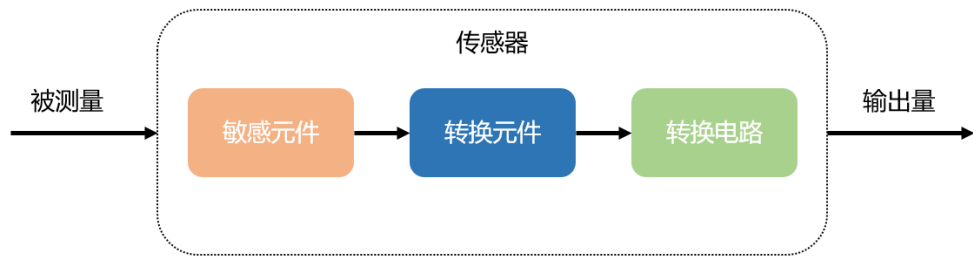 传感器
被测量
敏感元件
转换元件
转换电路
输出量